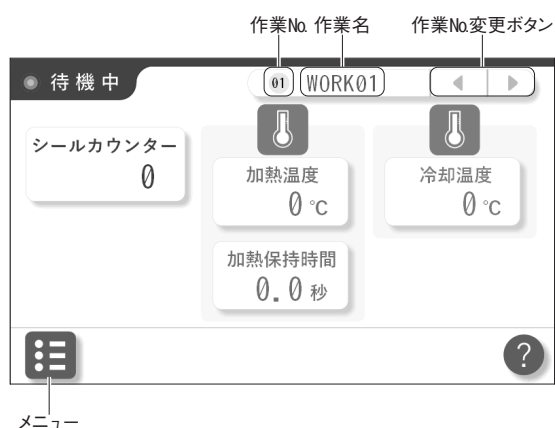 作業No. 作業名 作業No.変更ボタン
待機中 01 WORK01
シールカウンター
0
加熱温度
0 ℃
冷却温度
0 ℃
加熱保持時間
0.0 秒
?
メニュー